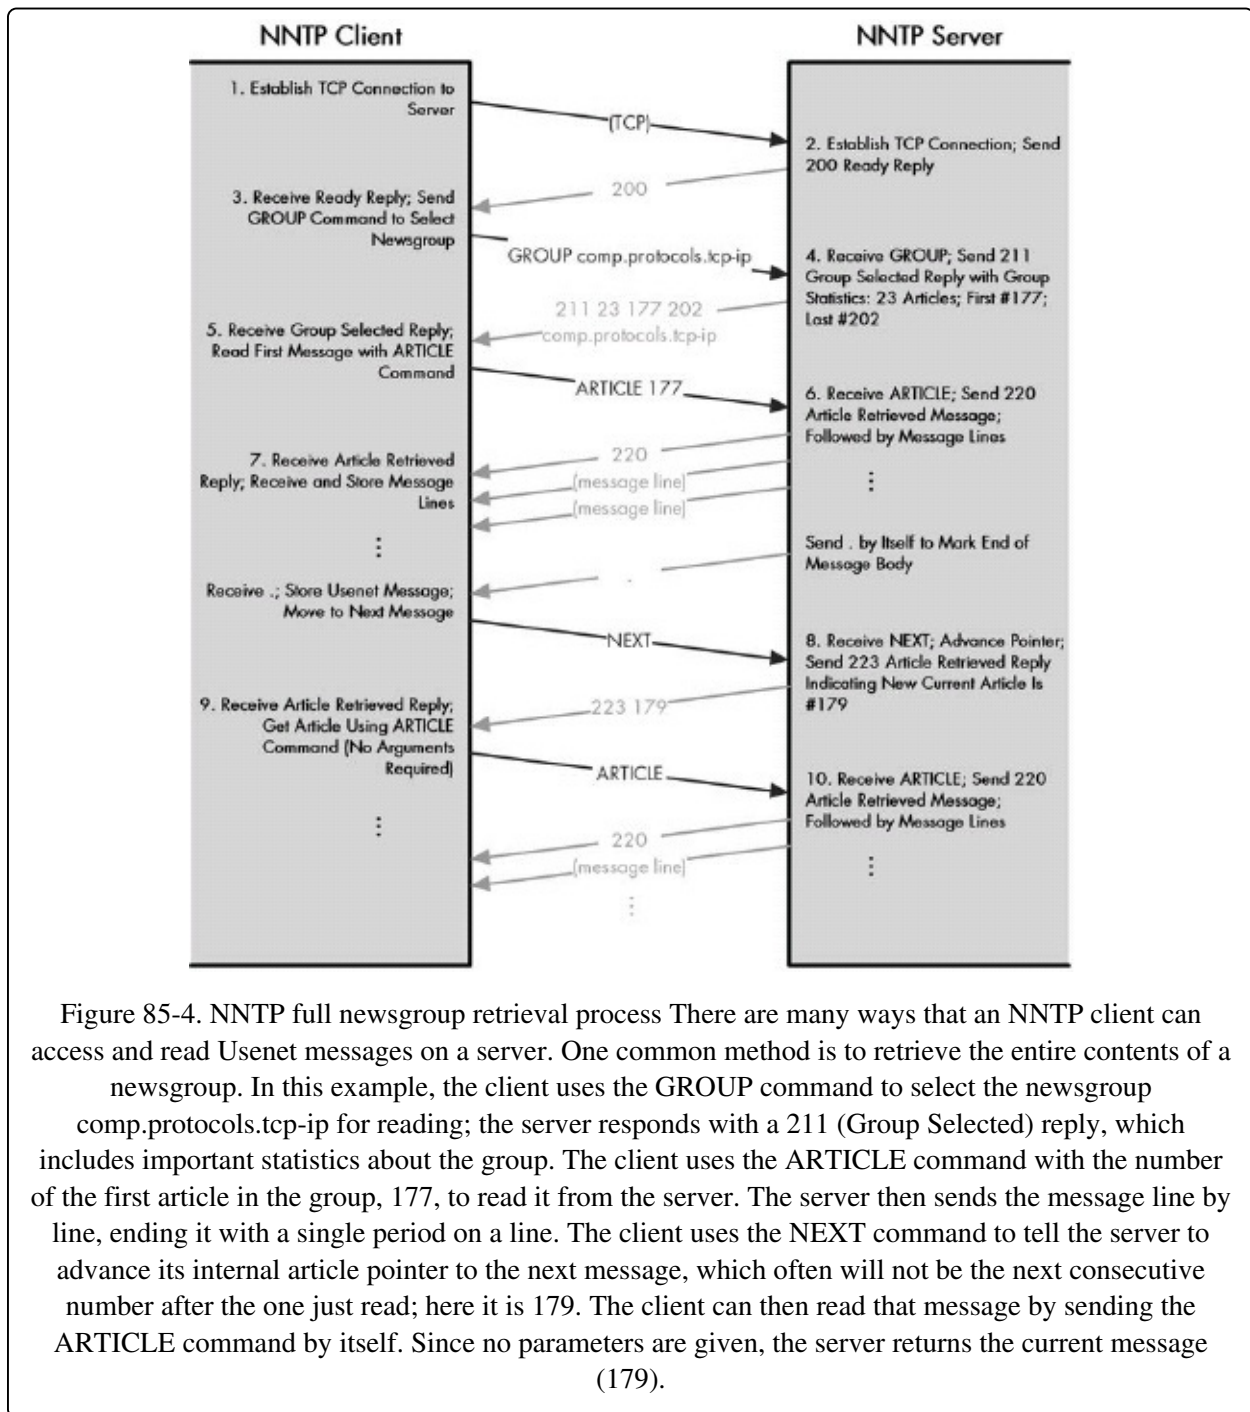 NNTP Client
NNTP Server
1. Establish TCP Connection to
Server
(TCP)
2. Establish TCP Connection; Send
200 Ready Reply
200
3. Receive Ready Reply; Send
GROUP Command to Select
Newsgroup
GROUP comp.protocols.tcp-ip
4. Receive GROUP; Send 211
Group Selected Reply with Group
Statistics: 23 Articles; First #177;
Last #202
211 23 177 202
comp.protocols.tcp-ip
5. Receive Group Selected Reply;
Read First Message with ARTICLE
Command
ARTICLE 177
6. Receive ARTICLE; Send 220
Article Retrieved Message;
Followed by Message Lines
⋮
220
(message line)
(message line)
7. Receive Article Retrieved
Reply; Receive and Store Message
Lines
⋮
Send . by Itself to Mark End of
Message Body
.
Receive .; Store Usenet Message;
Move to Next Message
NEXT
8. Receive NEXT; Advance Pointer;
Send 223 Article Retrieved Reply
Indicating New Current Article Is
#179
223 179
9. Receive Article Retrieved Reply;
Get Article Using ARTICLE
Command (No Arguments
Required)
⋮
ARTICLE
10. Receive ARTICLE; Send 220
Article Retrieved Message;
Followed by Message Lines
⋮
220
(message line)
⋮
Figure 85-4. NNTP full newsgroup retrieval process There are many ways that an NNTP client can
access and read Usenet messages on a server. One common method is to retrieve the entire contents of a
newsgroup. In this example, the client uses the GROUP command to select the newsgroup
comp.protocols.tcp-ip for reading; the server responds with a 211 (Group Selected) reply, which
includes important statistics about the group. The client uses the ARTICLE command with the number
of the first article in the group, 177, to read it from the server. The server then sends the message line by
line, ending it with a single period on a line. The client uses the NEXT command to tell the server to
advance its internal article pointer to the next message, which often will not be the next consecutive
number after the one just read; here it is 179. The client can then read that message by sending the
ARTICLE command by itself. Since no parameters are given, the server returns the current message
(179).